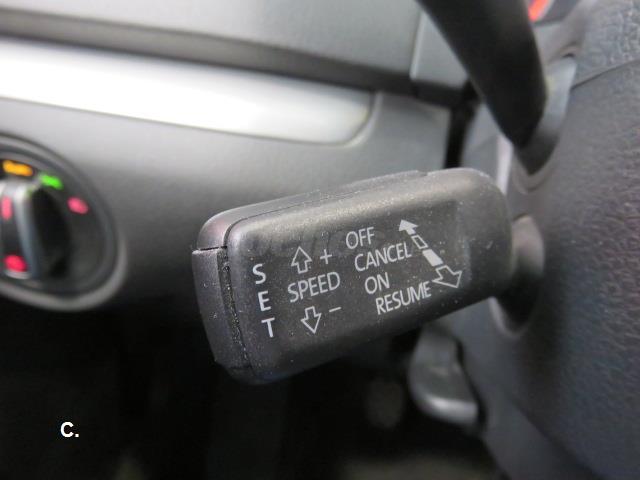 S E T
+
SPEED
−
OFF
CANCEL
ON
RESUME
C.